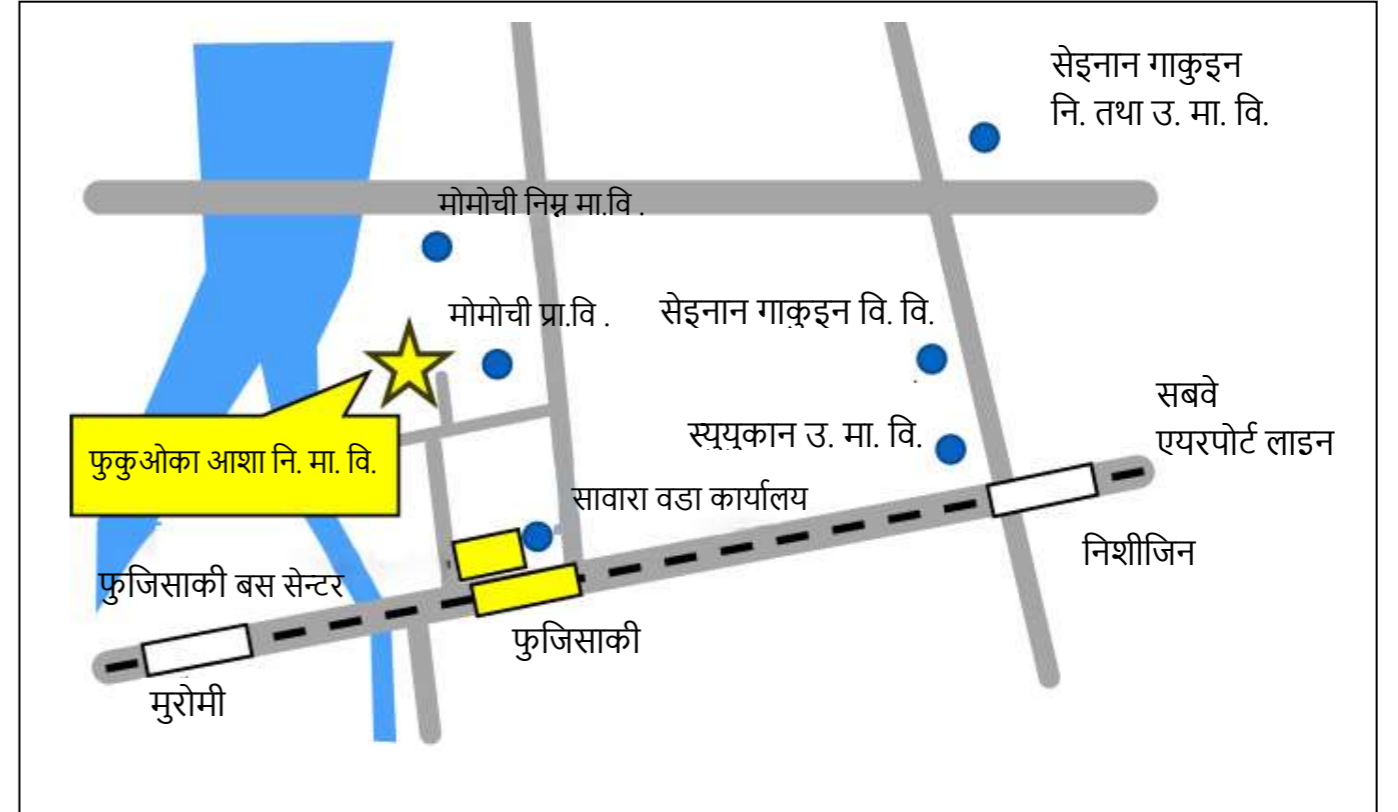 सेइनान गाकुइन
नि. तथा उ. मा. वि.
मोमोची निम्न मा.वि .
मोमोची प्रा.वि .
सेइनान गाकुइन वि. वि.
सबवे
एयरपोर्ट लाइन
स्युयुकान उ. मा. वि.
फुकुओका आशा नि. मा. वि.
सावारा वडा कार्यालय
निशीजिन
फुजिसाकी बस सेन्टर
फुजिसाकी
मुरोमी